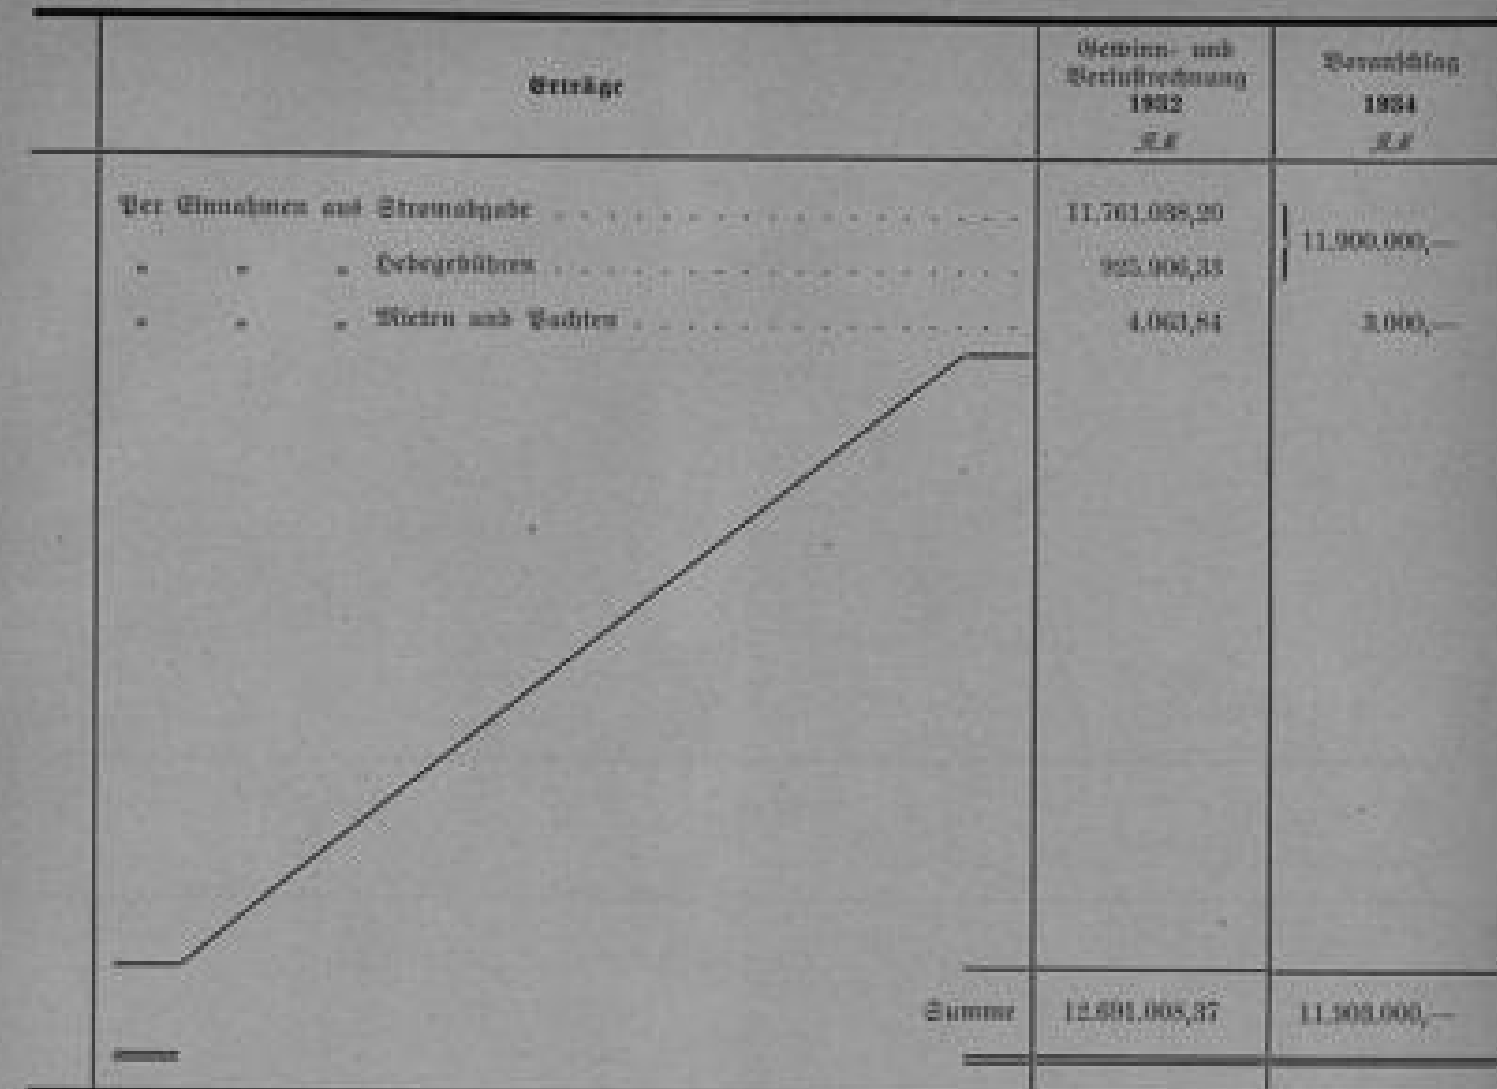 Erträge
Gewinn- und
Verlustrechnung
1932
RM
Voranschlag
1934
RM
Per Einnahmen aus Stromabgabe . . . . . . . . . . . . . . . . . . 11.761.038,20
11.900.000,—
„ „ „ Hebegebühren . . . . . . . . . . . . . . . . . . 925.906,33
„ „ „ Mieten und Pachten . . . . . . . . . . . . . . . 4.063,84 3.000,—
Summe 12.691.008,37 11.903.000,—